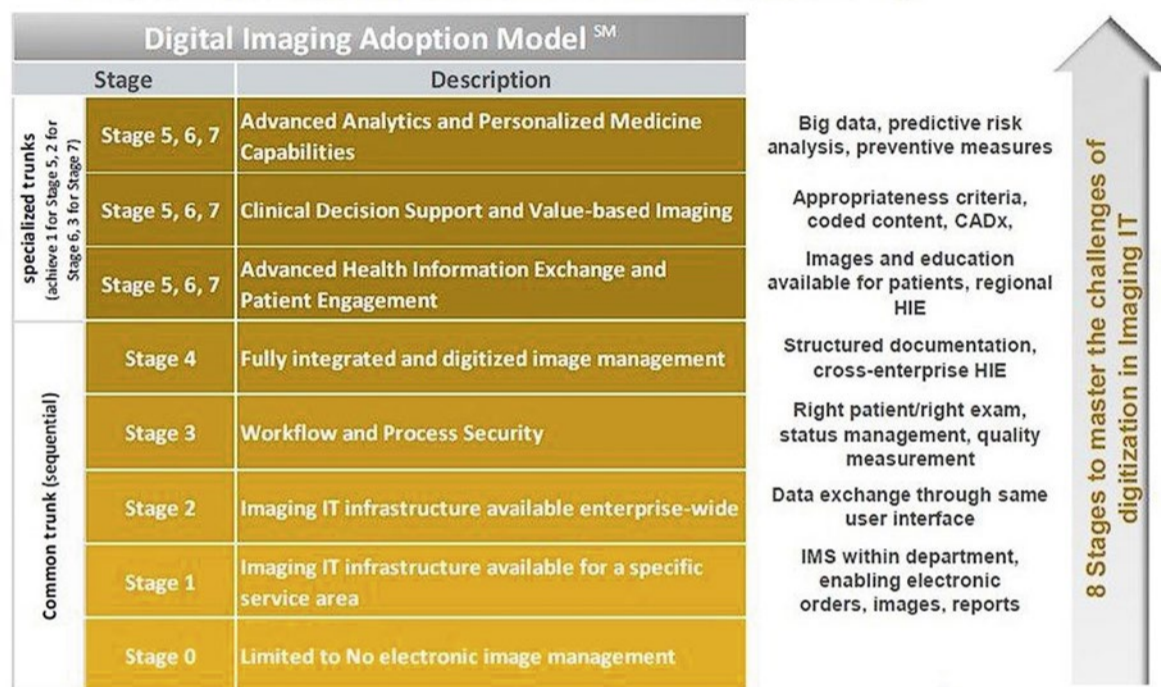 Digital Imaging Adoption Model SM
Stage
Description
specialized trunks
(achieve 1 for Stage 5, 2 for
Stage 6, 3 for Stage 7)
Stage 5, 6, 7
Advanced Analytics and Personalized Medicine
Capabilities
Big data, predictive risk
analysis, preventive measures
Stage 5, 6, 7
Clinical Decision Support and Value-based Imaging
Appropriateness criteria,
coded content, CADx,
Stage 5, 6, 7
Advanced Health Information Exchange and
Patient Engagement
Images and education
available for patients, regional
HIE
Common trunk (sequential)
Stage 4
Fully integrated and digitized image management
Structured documentation,
cross-enterprise HIE
Stage 3
Workflow and Process Security
Right patient/right exam,
status management, quality
measurement
Stage 2
Imaging IT infrastructure available enterprise-wide
Data exchange through same
user interface
Stage 1
Imaging IT infrastructure available for a specific
service area
IMS within department,
enabling electronic
orders, images, reports
Stage 0
Limited to No electronic image management
8 Stages to master the challenges of
digitization in Imaging IT